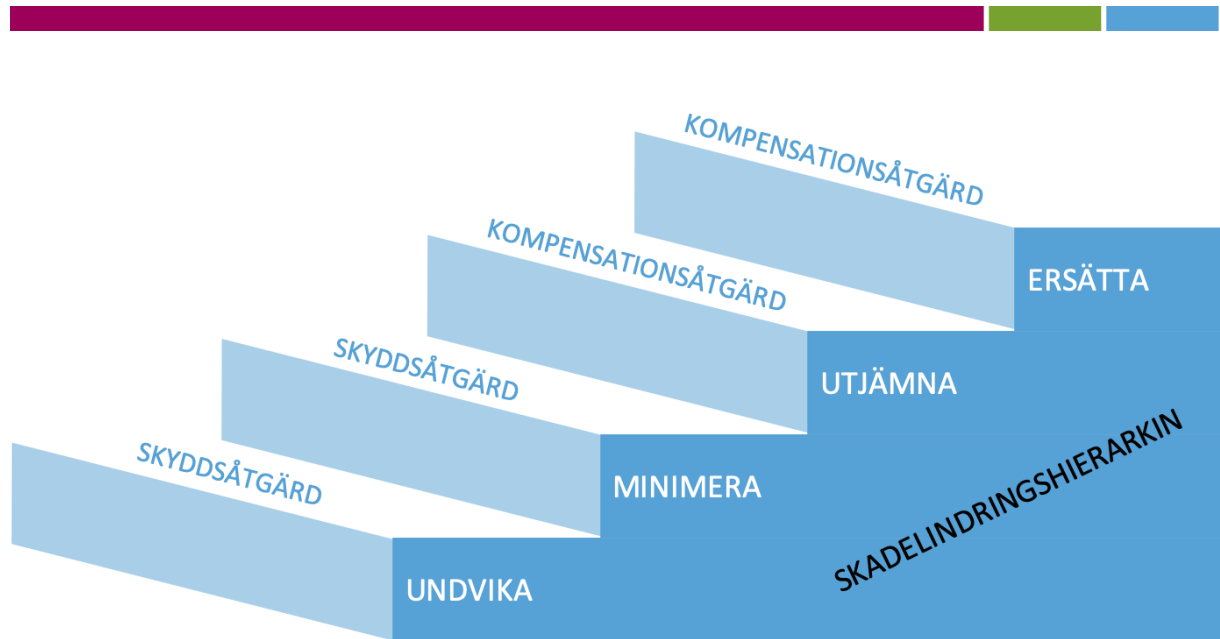 KOMPENSATIONSÅTGÄRD
ERSÄTTA
KOMPENSATIONSÅTGÄRD
UTJÄMNA
SKYDDSÅTGÄRD
MINIMERA
SKYDDSÅTGÄRD
UNDVIKA
SKADELINDRINGSHIERARKIN